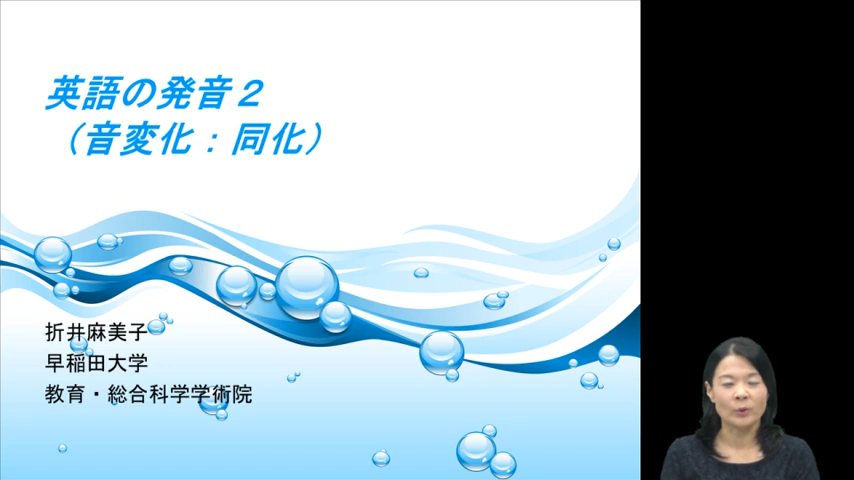 英語の発音２
（音変化：同化）
折井麻美子
早稲田大学
教育・総合科学学術院